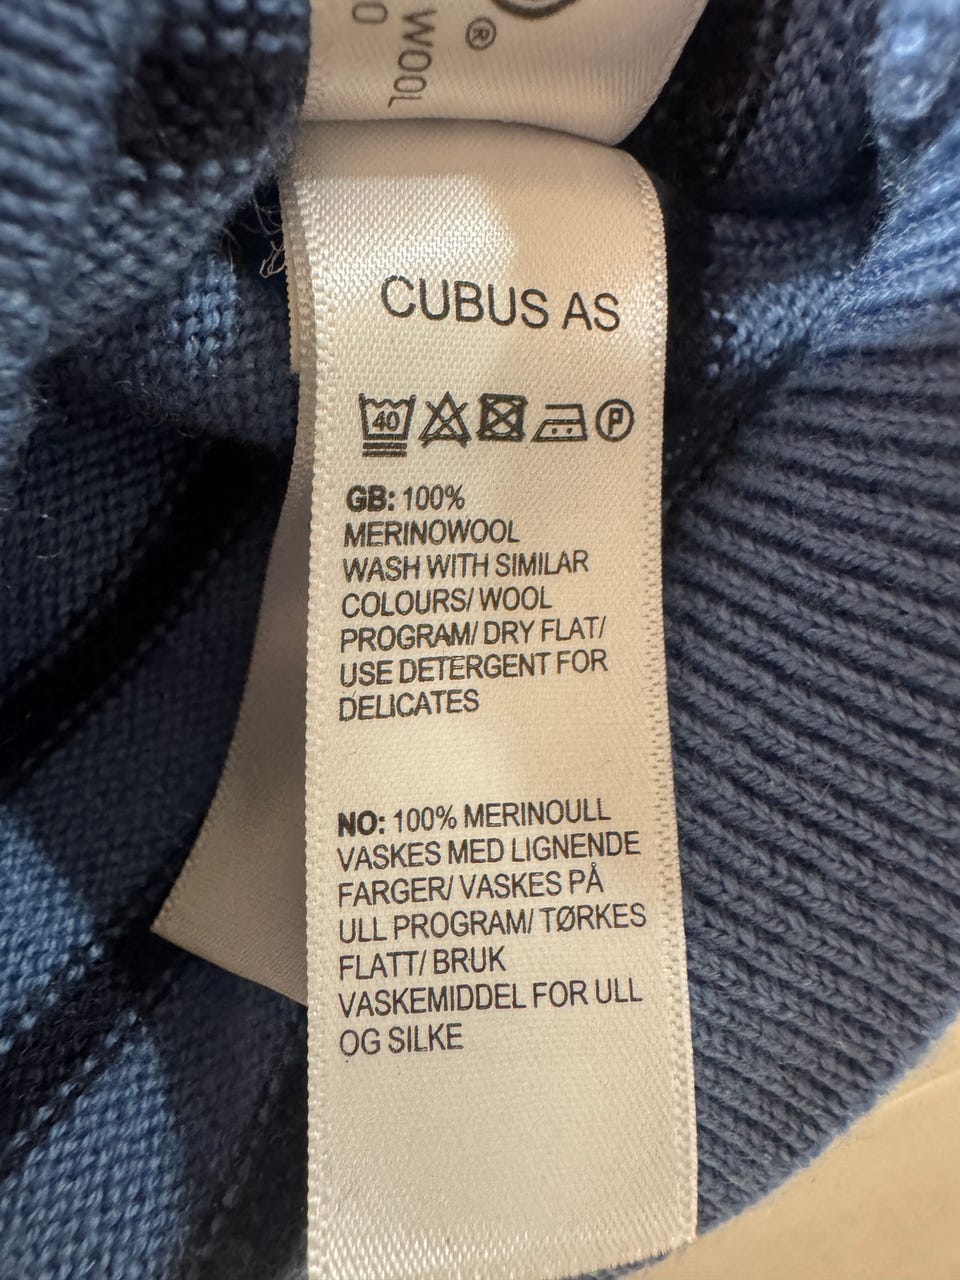 WOOL
®
CUBUS AS
40 P
GB: 100%
MERINOWOOL
WASH WITH SIMILAR
COLOURS/ WOOL
PROGRAM/ DRY FLAT/
USE DETERGENT FOR
DELICATES
NO: 100% MERINOULL
VASKES MED LIGNENDE
FARGER/ VASKES PÅ
ULL PROGRAM/ TØRKES
FLATT/ BRUK
VASKEMIDDEL FOR ULL
OG SILKE